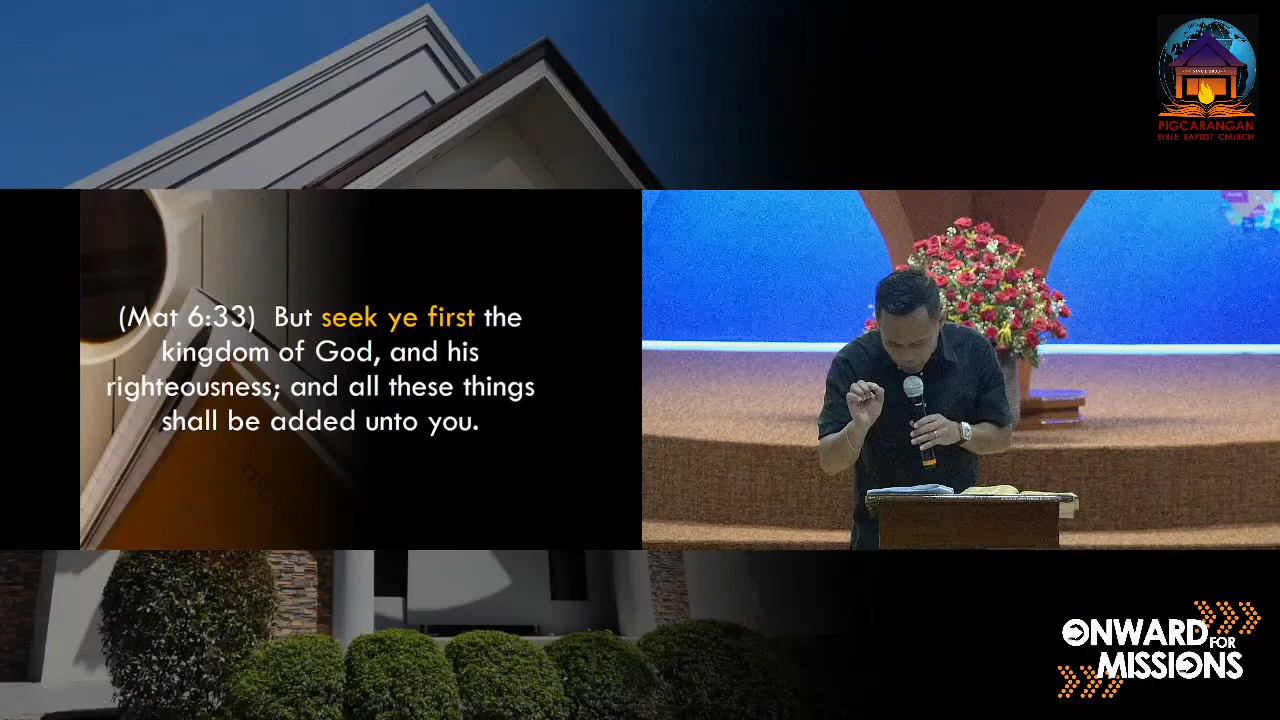 PIGCARANGAN
BIBLE BAPTIST CHURCH
(Mat 6:33)  But seek ye first the
kingdom of God, and his
righteousness; and all these things
shall be added unto you.
ONWARD
FOR
MISSIONS